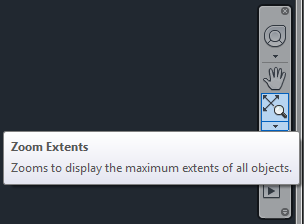 Zoom Extents
Zooms to display the maximum extents of all objects.